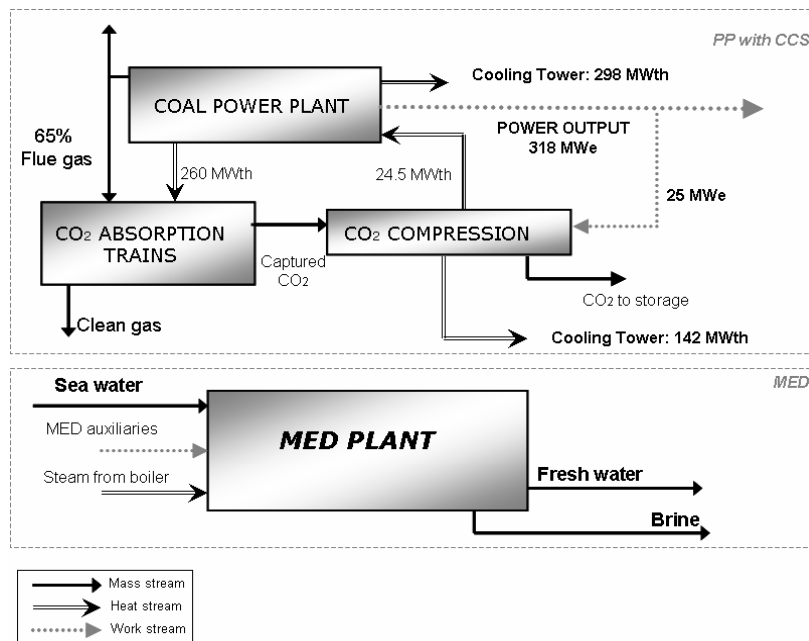 PP with CCS
Cooling Tower: 298 MWth
COAL POWER PLANT
65%
Flue gas
POWER OUTPUT
318 MWe
260 MWth
24.5 MWth
25 MWe
CO₂ ABSORPTION
TRAINS
CO₂ COMPRESSION
Captured
CO₂
CO₂ to storage
Clean gas
Cooling Tower: 142 MWth
MED
Sea water
MED auxiliaries
MED PLANT
Steam from boiler
Fresh water
Brine
Mass stream
Heat stream
Work stream